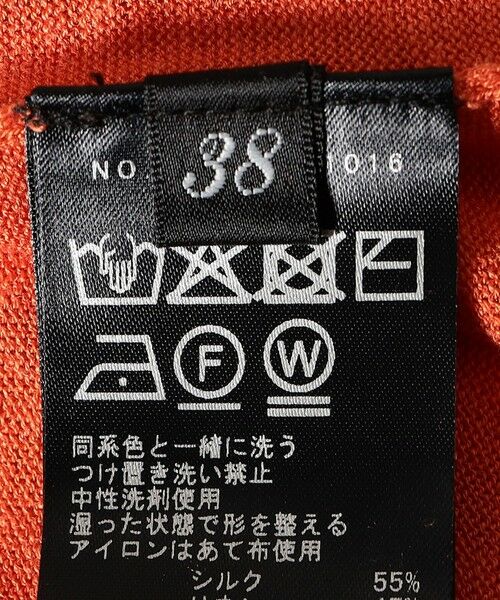 NO 38 016
F W
同系色と一緒に洗う
つけ置き洗い禁止
中性洗剤使用
湿った状態で形を整える
アイロンはあて布使用
シルク 55%